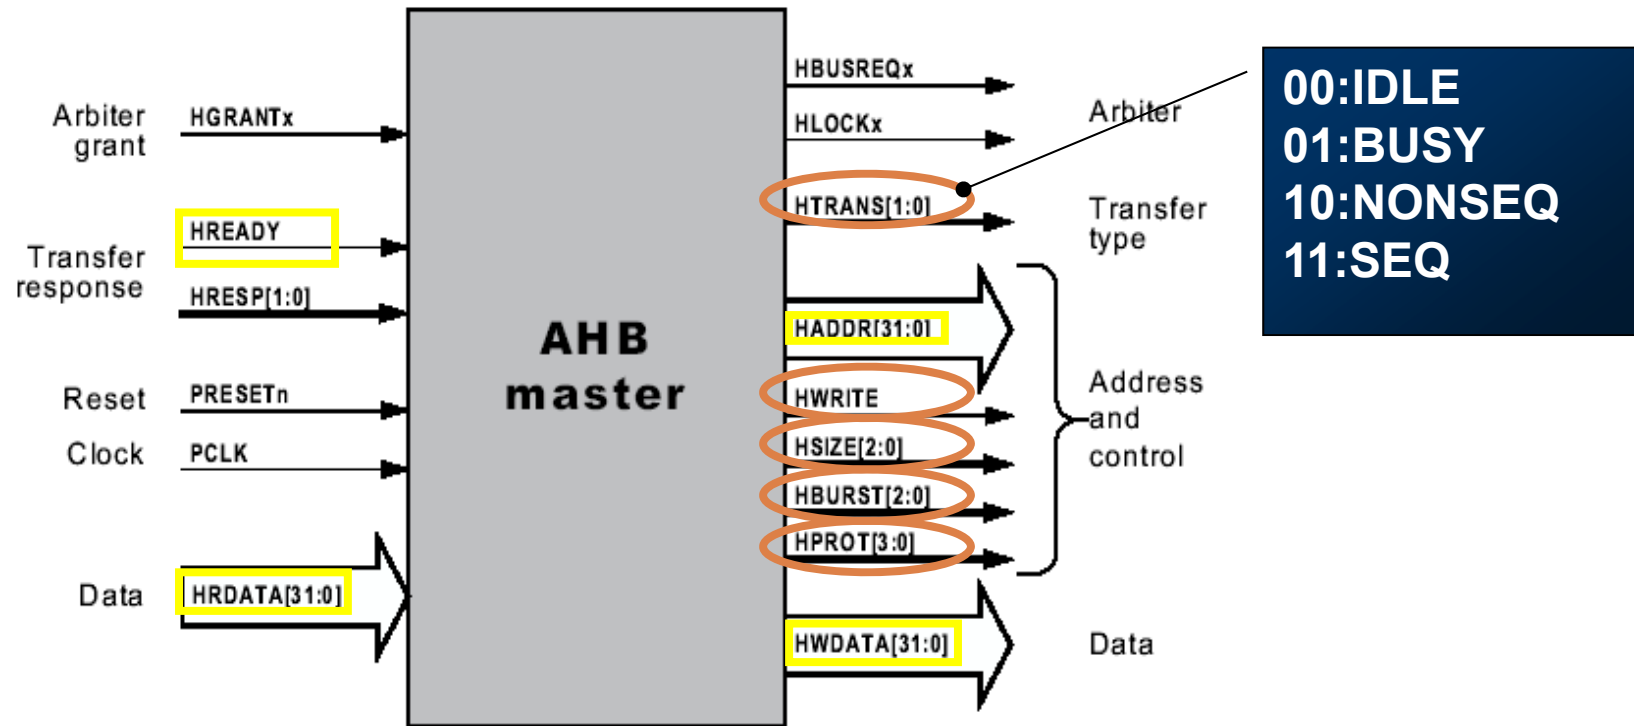 Arbiter
grant
HGRANTx
Transfer
response
HREADY
HRESP[1:0]
Reset
PRESETn
Clock
PCLK
Data
HRDATA[31:0]
AHB
master
HBUSREQx
HLOCKx
Arbiter
HTRANS[1:0]
Transfer
type
HADDR[31:0]
HWRITE
HSIZE[2:0]
HBURST[2:0]
HPROT[3:0]
Address
and
control
HWDATA[31:0]
Data
00:IDLE
01:BUSY
10:NONSEQ
11:SEQ